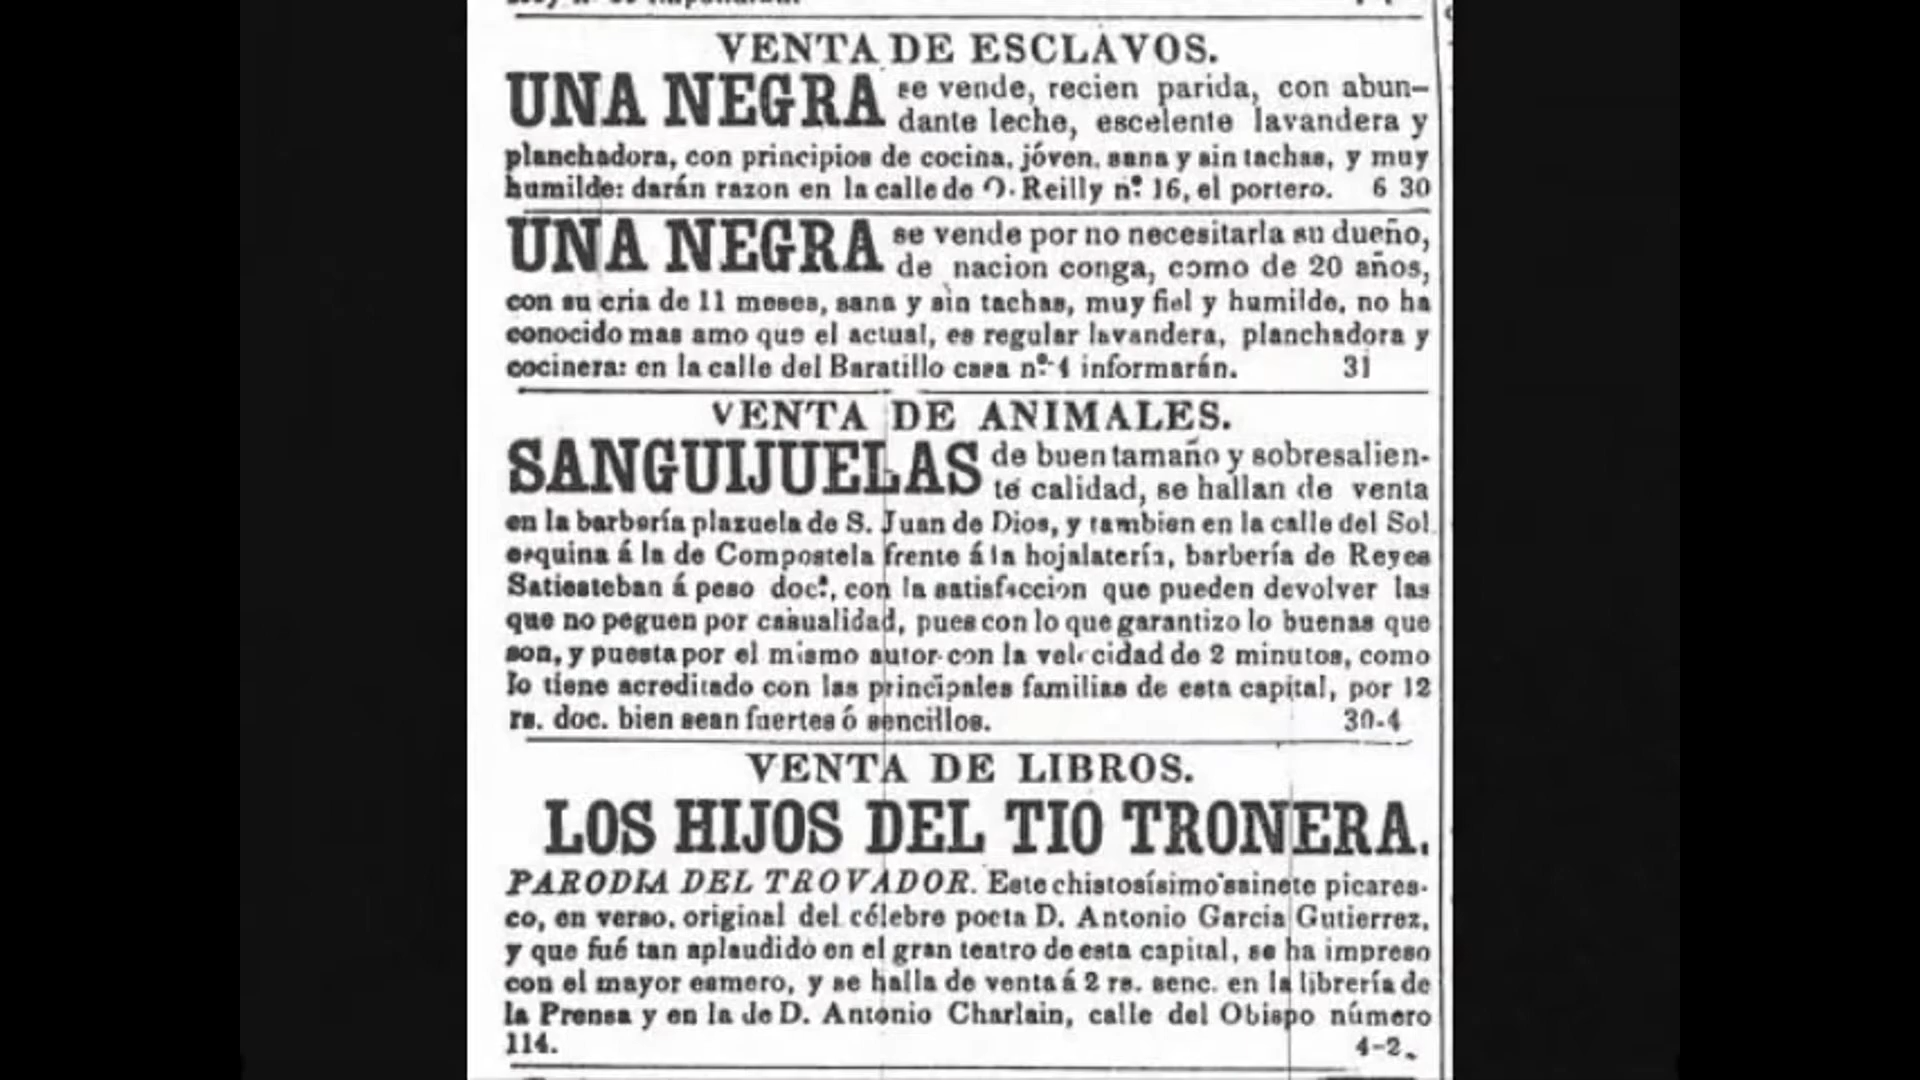 VENTA DE ESCLAVOS.
UNA NEGRA se vende, recien parida, con abun-
dante leche, escelente lavandera y
planchadora, con principios de cocina, jóven, sana y sin tachas, y muy
humilde: darán razon en la calle de O-Reilly nº 16, el portero. 6 30
UNA NEGRA se vende por no necesitarla su dueño,
de nacion conga, como de 20 años,
con su cria de 11 meses, sana y sin tachas, muy fiel y humilde, no ha
conocido mas amo que el actual, es regular lavandera, planchadora y
cocinera: en la calle del Baratillo casa nº 4 informarán. 31
VENTA DE ANIMALES.
SANGUIJUELAS de buen tamaño y sobresalien-
te calidad, se hallan de venta
en la barbería plazuela de S. Juan de Dios, y tambien en la calle del Sol
esquina á la de Compostela frente á la hojalatería, barbería de Reyes
Satiesteban á peso docª, con la satisfaccion que pueden devolver las
que no peguen por casualidad, pues con lo que garantizo lo buenas que
son, y puesta por el mismo autor con la velocidad de 2 minutos, como
lo tiene acreditado con las principales familias de esta capital, por 12
rs. doc. bien sean fuertes ó sencillos. 30-4
VENTA DE LIBROS.
LOS HIJOS DEL TIO TRONERA.
PARODIA DEL TROVADOR. Este chistosísimo sainete picares-
co, en verso, original del célebre poeta D. Antonio Garcia Gutierrez,
y que fué tan aplaudido en el gran teatro de esta capital, se ha impreso
con el mayor esmero, y se halla de venta á 2 rs. senc. en la librería de
la Prensa y en la de D. Antonio Charlain, calle del Obispo número
114. 4-2.